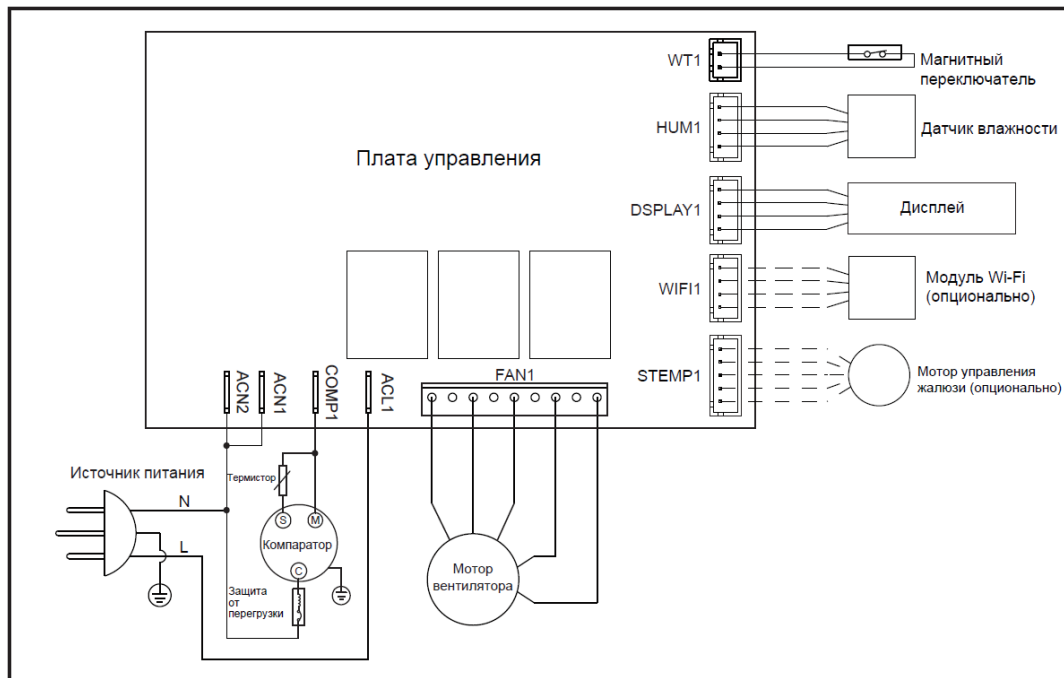 WT1
Магнитный
переключатель
HUM1
Датчик влажности
Плата управления
DSPLAY1
Дисплей
WIFI1
Модуль Wi-Fi
(опционально)
STEMP1
Мотор управления
жалюзи (опционально)
ACN2
ACN1
COMP1
ACL1
FAN1
Источник питания
N
L
Термистор
S
M
Компаратор
C
Защита
от
перегрузки
Мотор
вентилятора